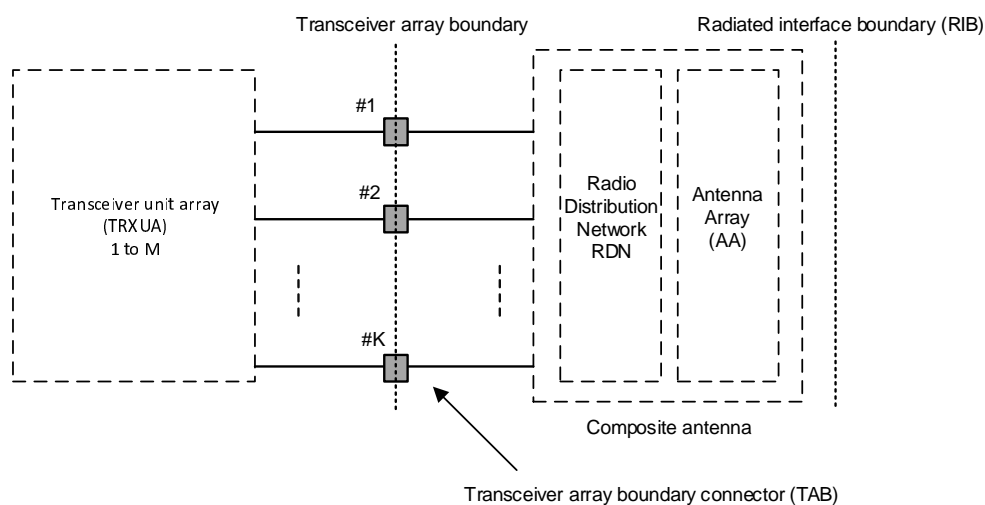 Transceiver array boundary
Radiated interface boundary (RIB)
#1
#2
#K
Transceiver unit array
(TRXUA)
1 to M
Radio
Distribution
Network
RDN
Antenna
Array
(AA)
Composite antenna
Transceiver array boundary connector (TAB)